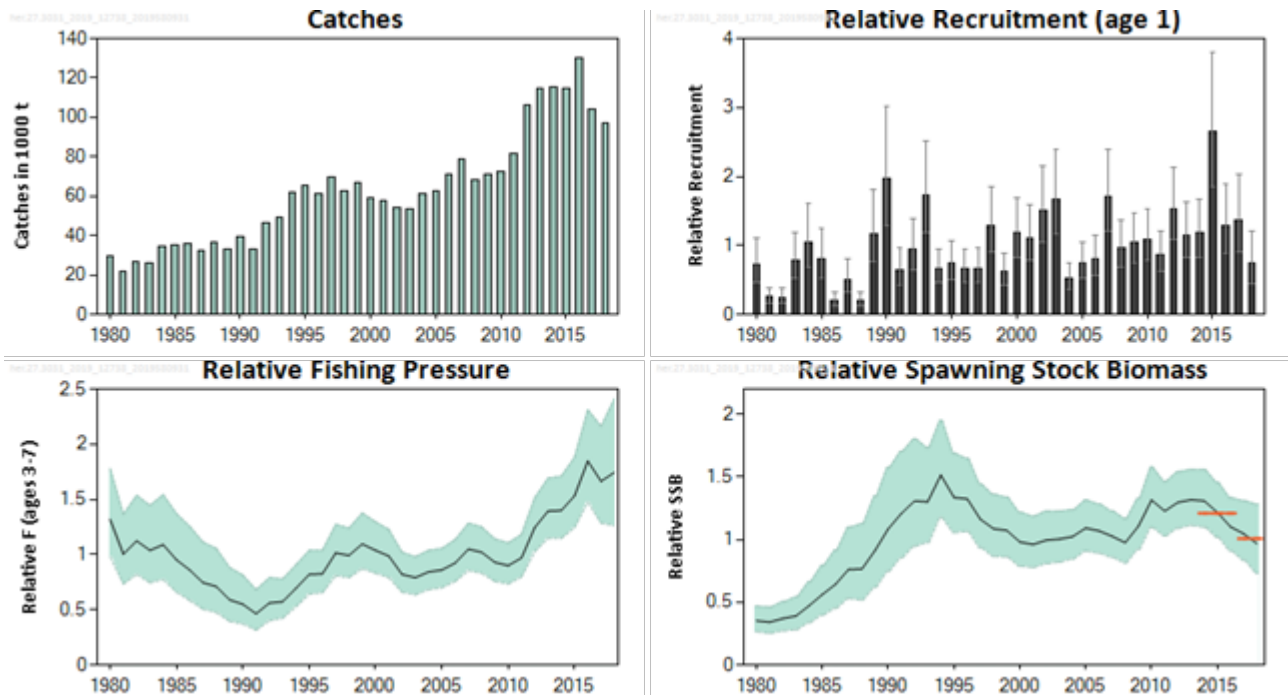 Catches
Catches in 1000 t
140
120
100
80
60
40
20
0
1980 1985 1990 1995 2000 2005 2010 2015
Relative Recruitment (age 1)
Relative Recruitment
4
3
2
1
0
1980 1985 1990 1995 2000 2005 2010 2015
Relative Fishing Pressure
Relative F (ages 3-7)
2.5
2
1.5
1
0.5
0
1980 1985 1990 1995 2000 2005 2010 2015
Relative Spawning Stock Biomass
Relative SSB
2
1.5
1
0.5
0
1980 1985 1990 1995 2000 2005 2010 2015